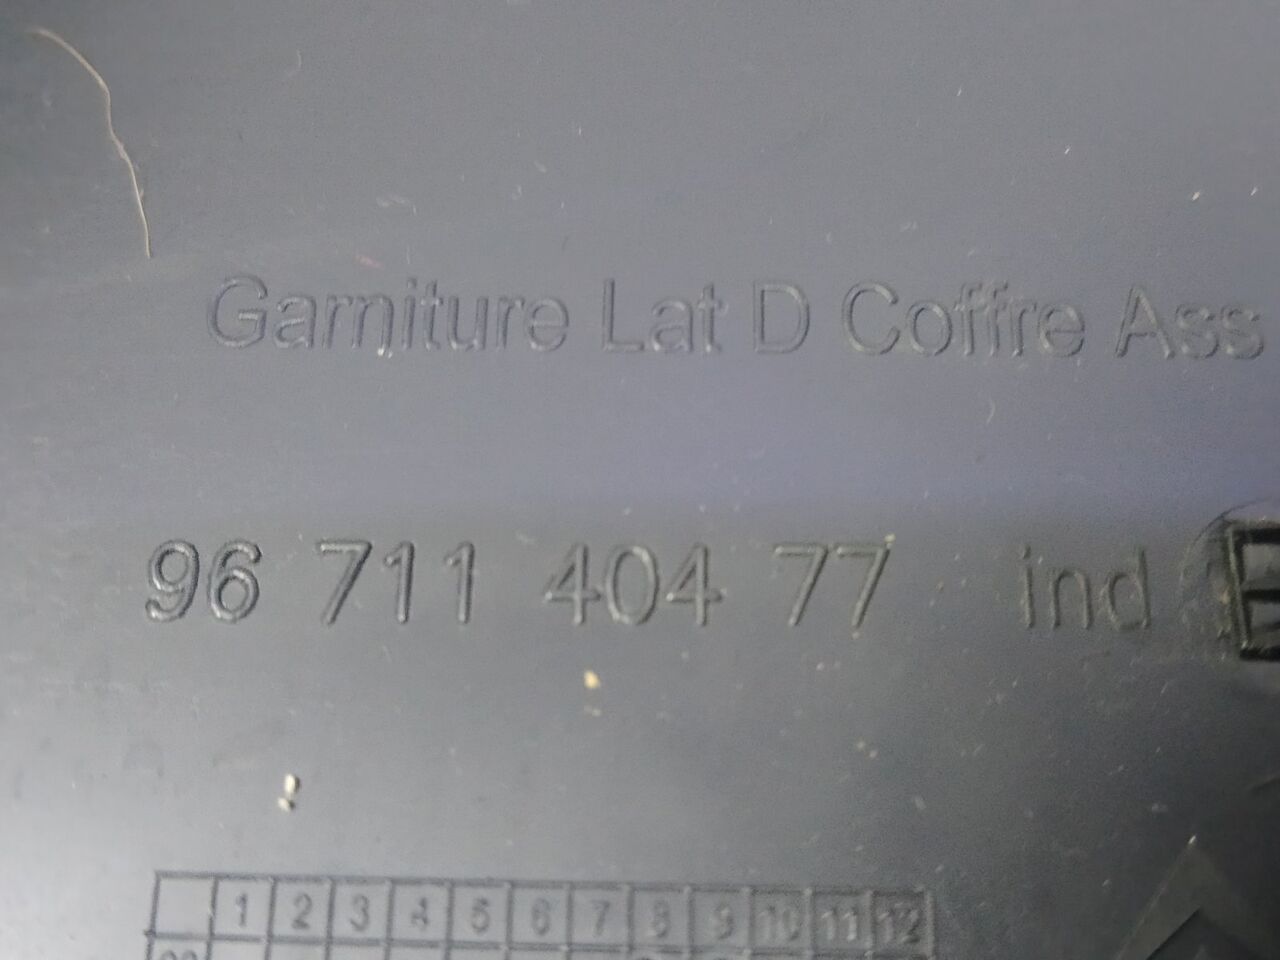 Garniture Lat D Coffre Ass
96 711 404 77 ind E
1 2 3 4 5 6 7 8 9 10 11 12